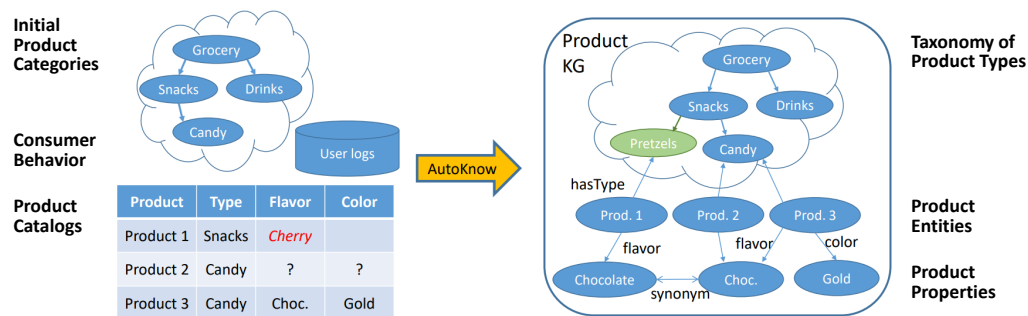 Initial
Product
Categories
Grocery
Snacks
Drinks
Candy
Consumer
Behavior
User logs
Product
Catalogs
Product Type Flavor Color
Product 1 Snacks Cherry
Product 2 Candy ? ?
Product 3 Candy Choc. Gold
AutoKnow
Product
KG
Grocery
Snacks
Drinks
Pretzels
Candy
hasType
Prod. 1
Prod. 2
Prod. 3
flavor
flavor
color
Chocolate
synonym
Choc.
Gold
Taxonomy of
Product Types
Product
Entities
Product
Properties